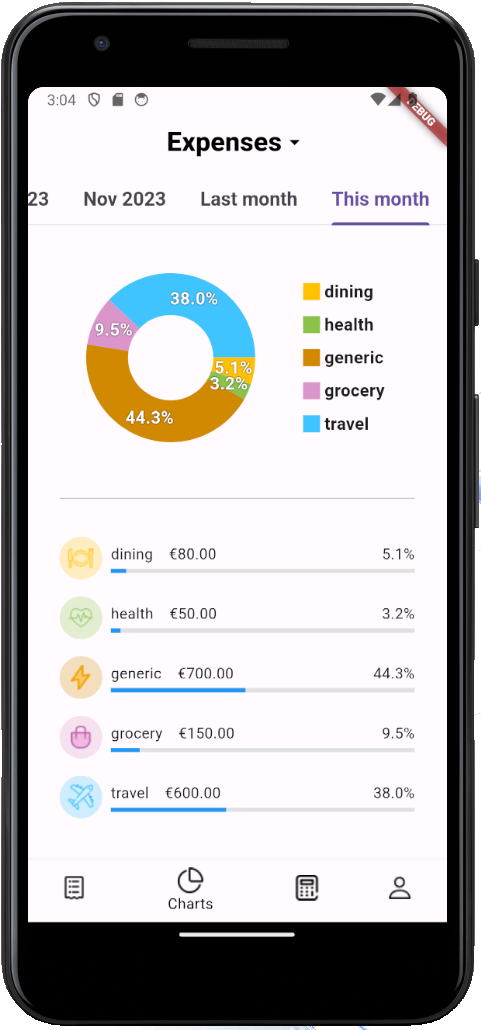 3:04
DEBUG
Expenses
23 Nov 2023 Last month This month
38.0%
9.5%
5.1%
3.2%
44.3%
dining
health
generic
grocery
travel
dining €80.00 5.1%
health €50.00 3.2%
generic €700.00 44.3%
grocery €150.00 9.5%
travel €600.00 38.0%
Charts